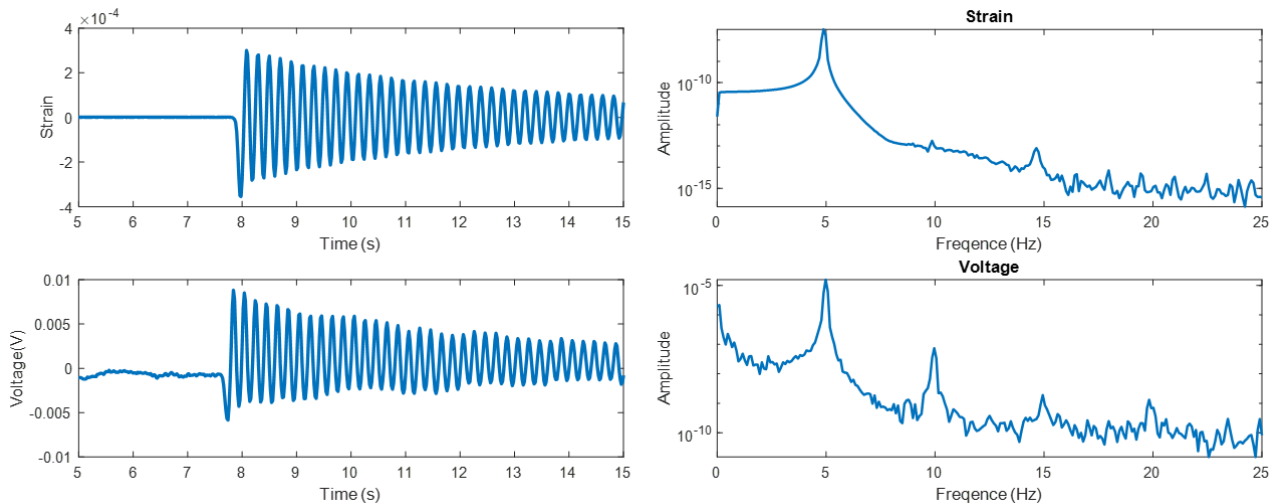 ×10⁻⁴
4
2
0
-2
-4
Strain
5 6 7 8 9 10 11 12 13 14 15
Time (s)
Strain
10⁻¹⁰
10⁻¹⁵
Amplitude
0 5 10 15 20 25
Freqence (Hz)
0.01
0.005
0
-0.005
-0.01
Voltage(V)
5 6 7 8 9 10 11 12 13 14 15
Time (s)
Voltage
10⁻⁵
10⁻¹⁰
Amplitude
0 5 10 15 20 25
Freqence (Hz)